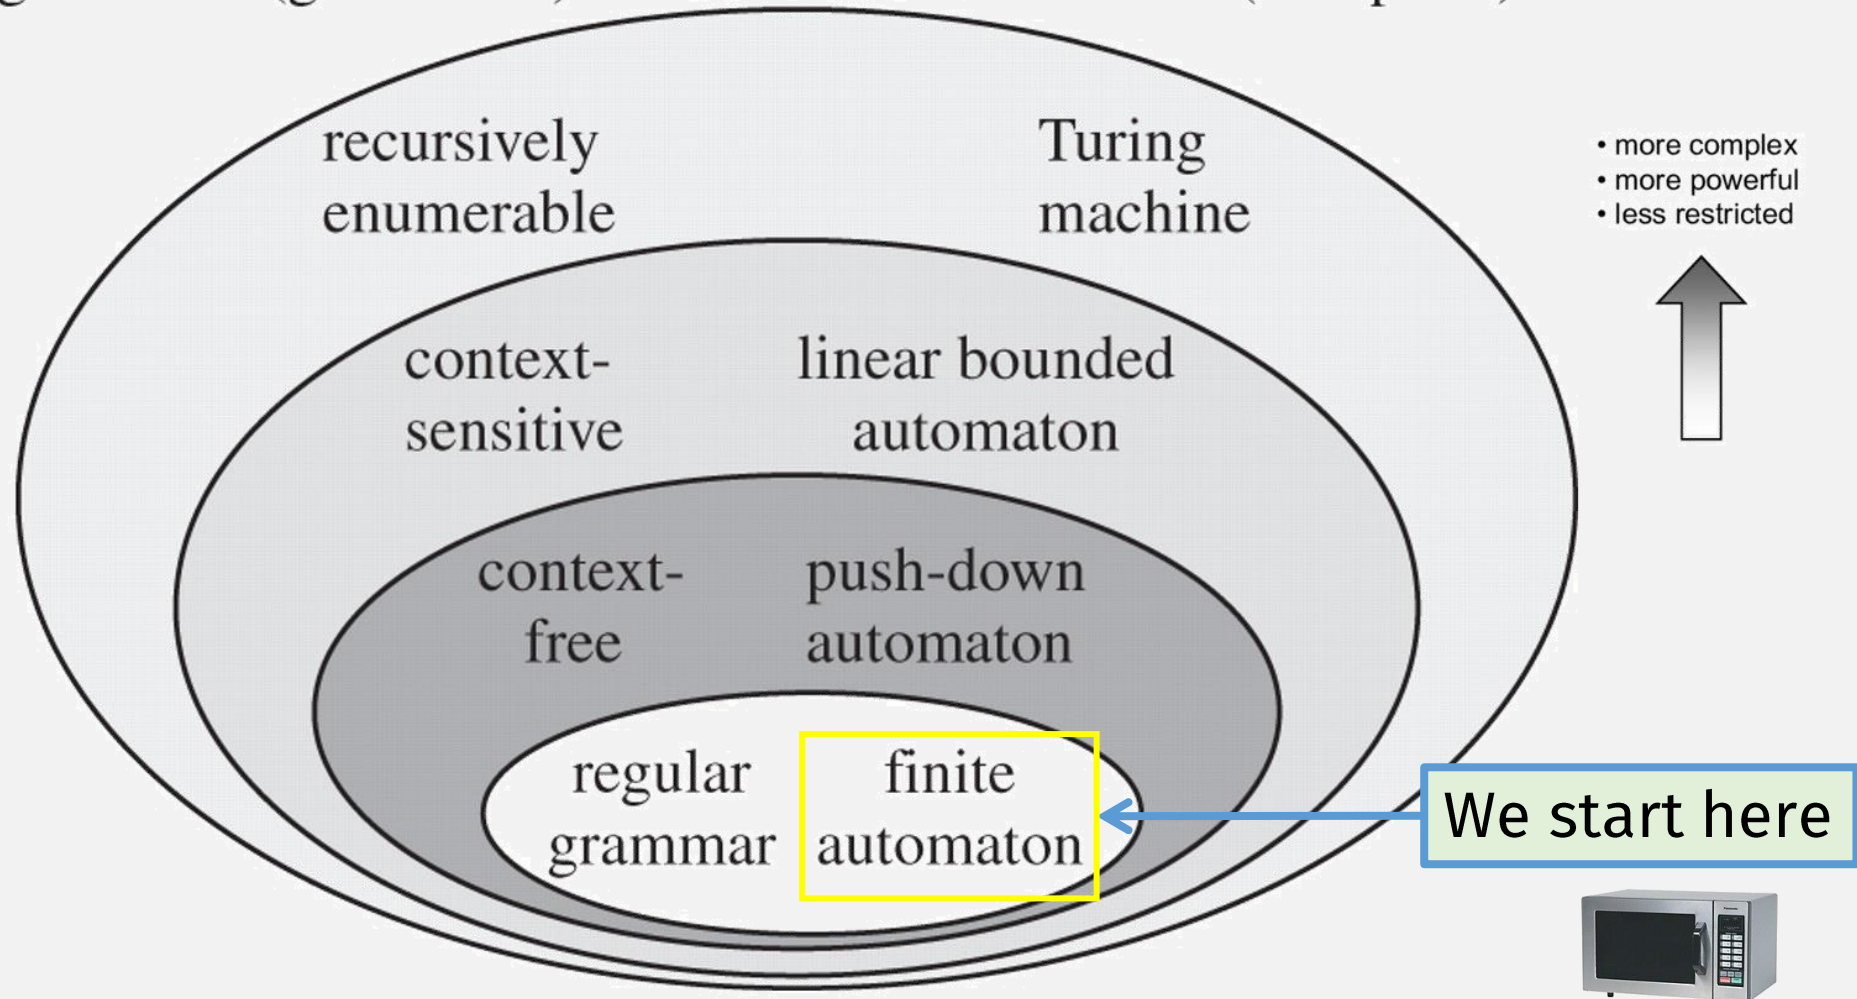 recursively
enumerable
Turing
machine
• more complex
• more powerful
• less restricted
context-
sensitive
linear bounded
automaton
context-
free
push-down
automaton
regular
grammar
finite
automaton
We start here